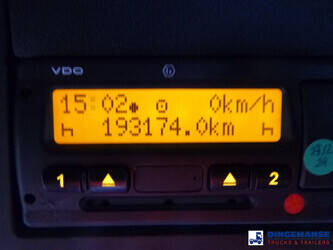 VDO
15:02 0km/h
h 193174.0km h
1 2
DINGEMANSE
TRUCKS & TRAILERS